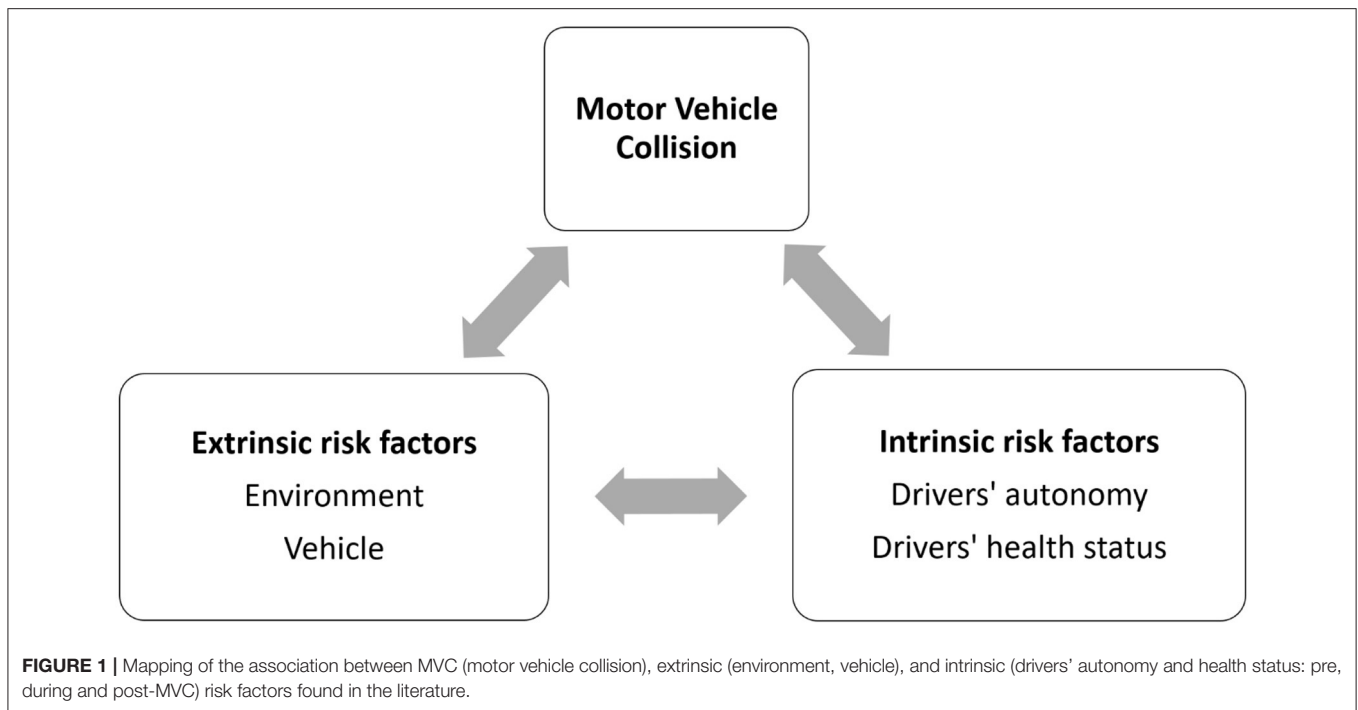 Motor Vehicle
Collision
Extrinsic risk factors
Environment
Vehicle
Intrinsic risk factors
Drivers' autonomy
Drivers' health status
FIGURE 1 | Mapping of the association between MVC (motor vehicle collision), extrinsic (environment, vehicle), and intrinsic (drivers’ autonomy and health status: pre,
during and post-MVC) risk factors found in the literature.